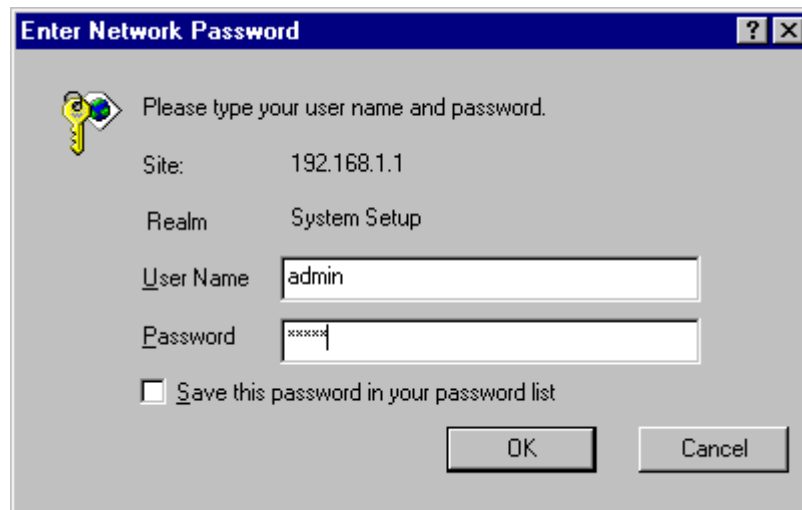 Enter Network Password
Please type your user name and password.
Site: 192.168.1.1
Realm System Setup
User Name admin
Password *****
Save this password in your password list
OK Cancel